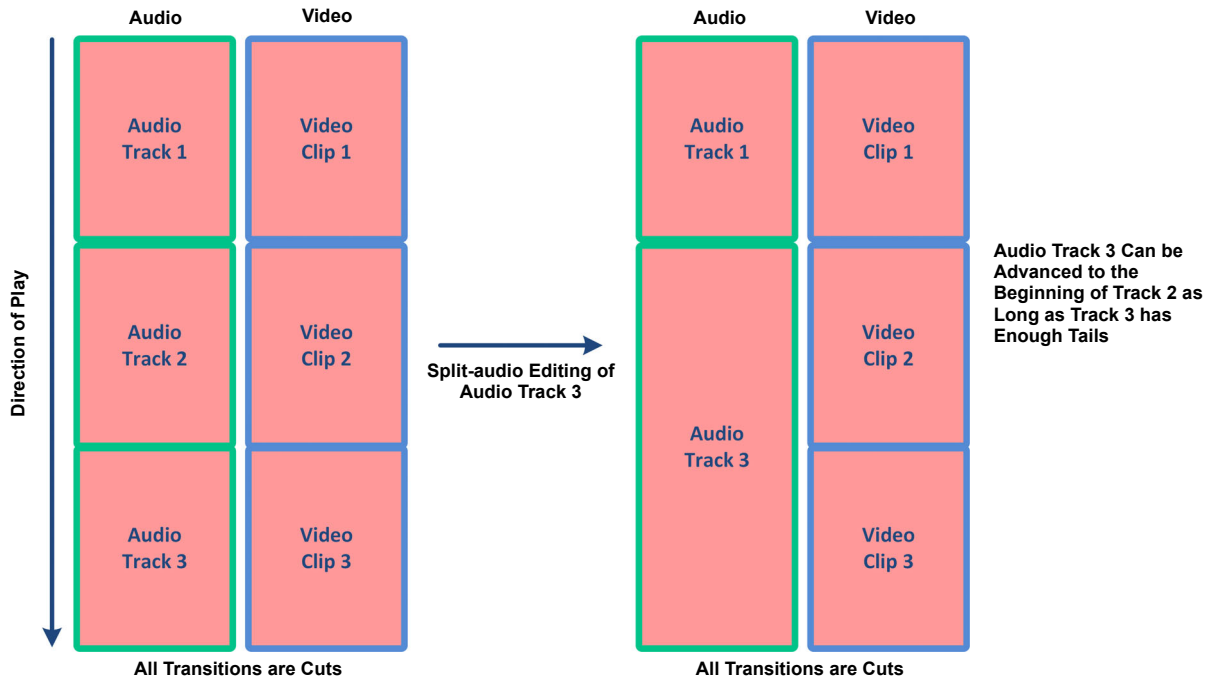 Audio
Video
Direction of Play
Audio
Track 1
Video
Clip 1
Audio
Track 2
Video
Clip 2
Audio
Track 3
Video
Clip 3
All Transitions are Cuts
Split-audio Editing of
Audio Track 3
Audio
Video
Audio
Track 1
Video
Clip 1
Audio
Track 3
Video
Clip 2
Video
Clip 3
All Transitions are Cuts
Audio Track 3 Can be
Advanced to the
Beginning of Track 2 as
Long as Track 3 has
Enough Tails